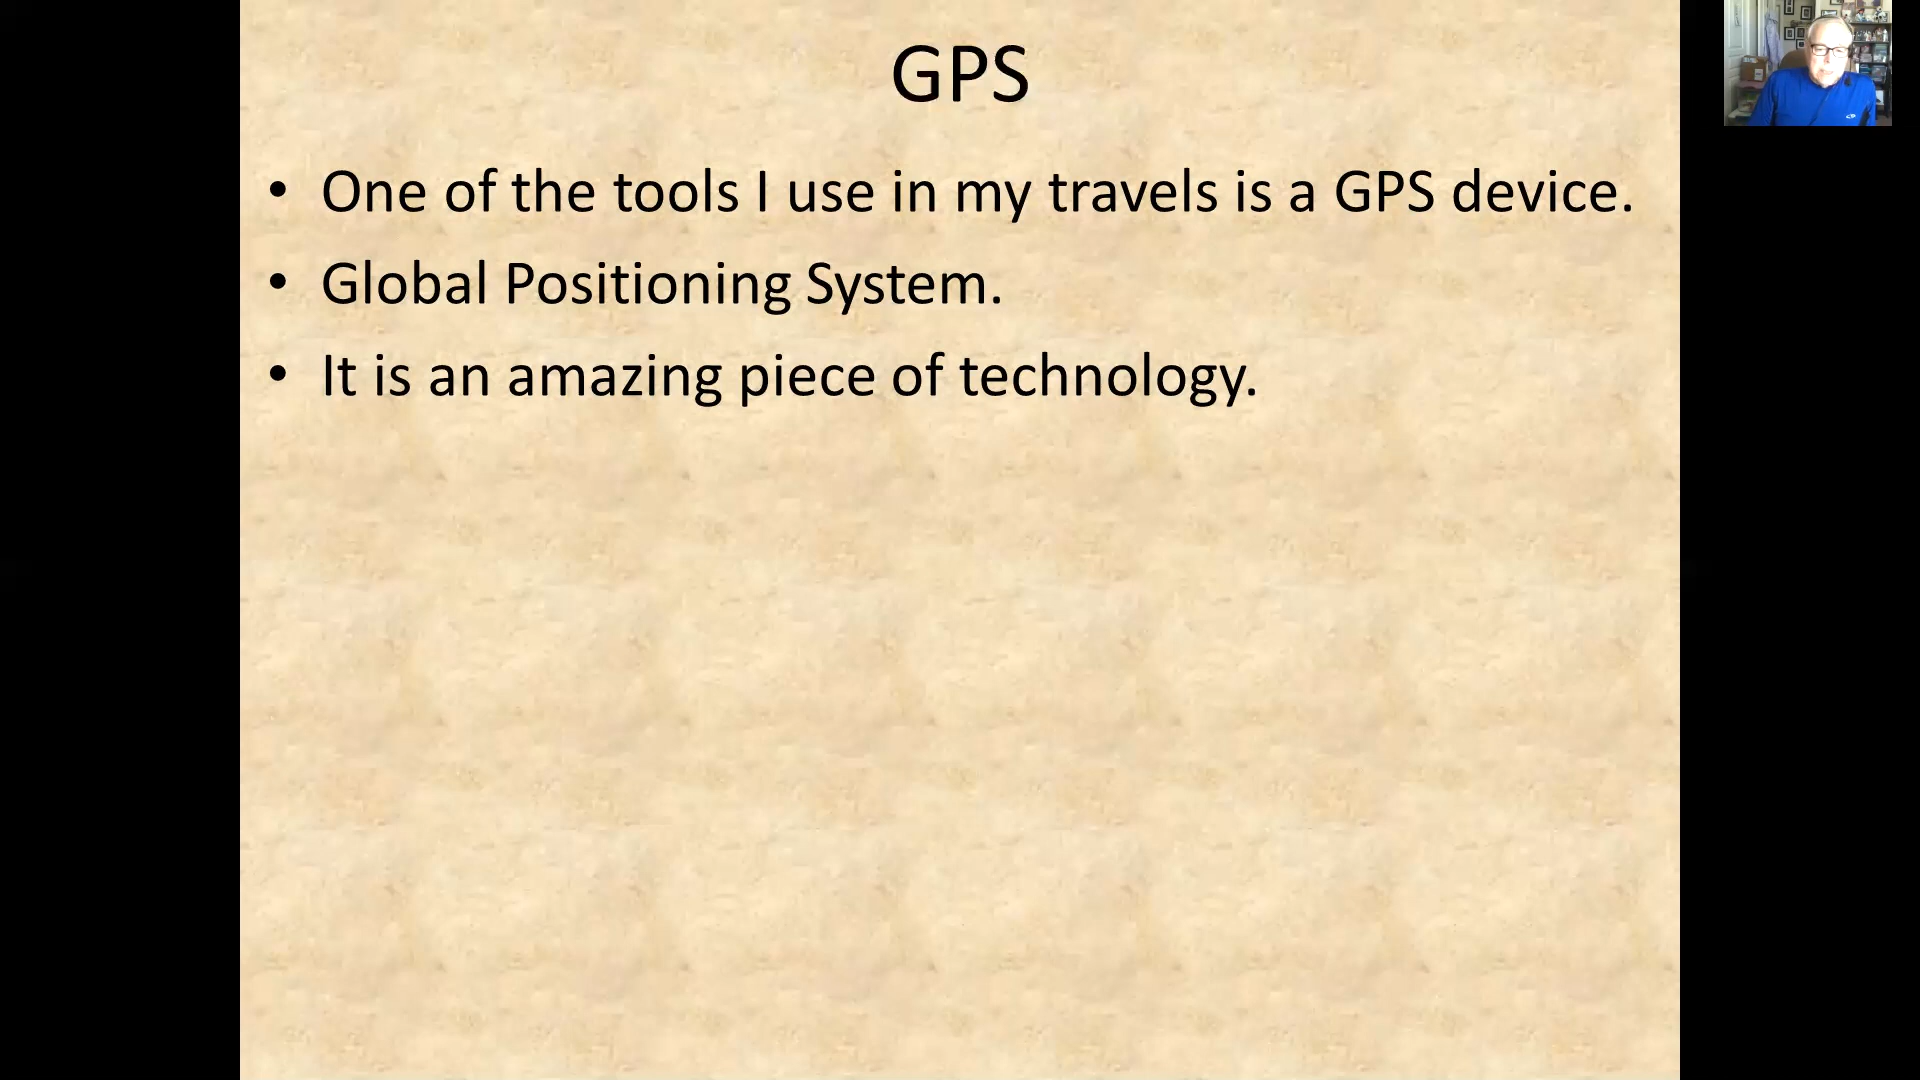 GPS
• One of the tools I use in my travels is a GPS device.
• Global Positioning System.
• It is an amazing piece of technology.